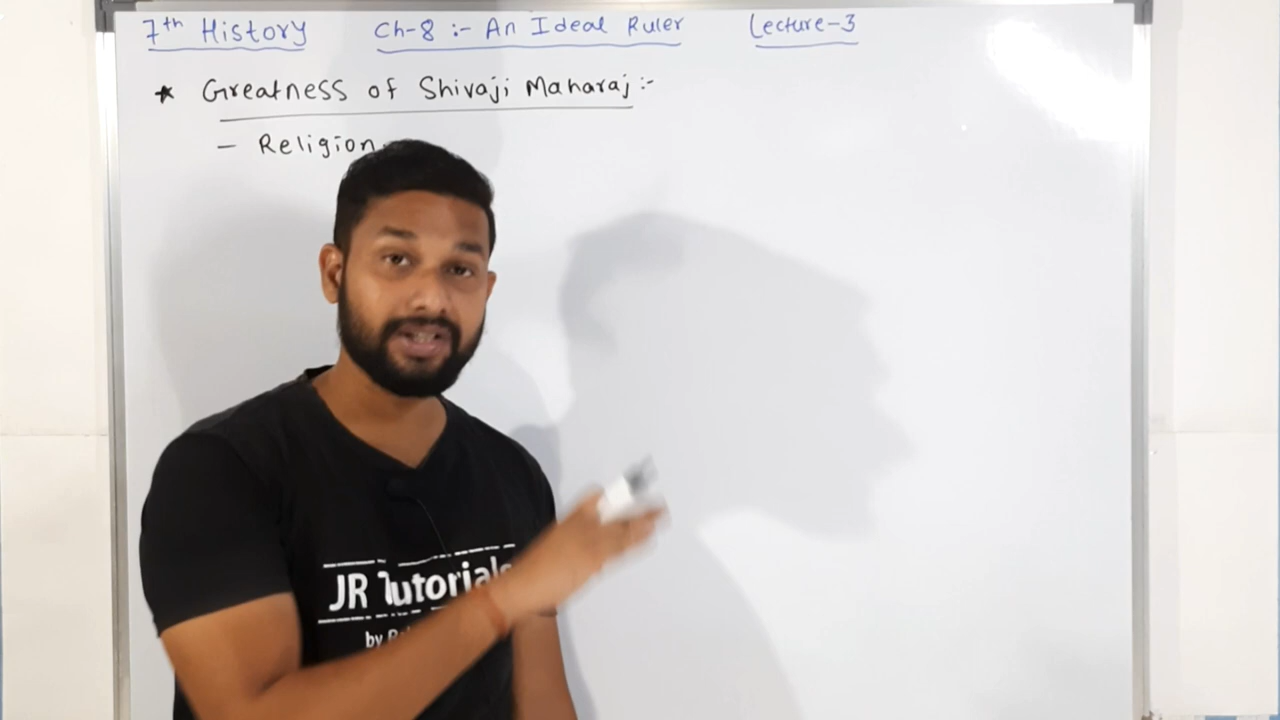 7th History Ch-8 :- An Ideal Ruler Lecture-3
* Greatness of Shivaji Maharaj :-
- Religion
JR Tutorials
by